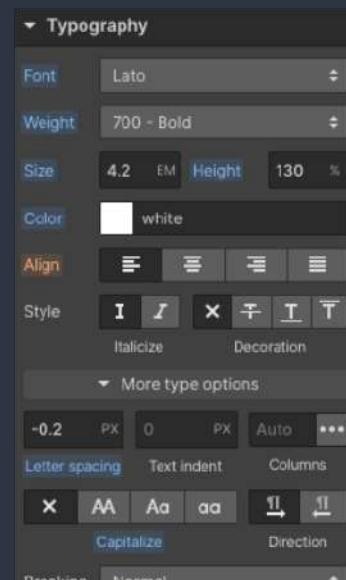 Typography
Font Lato
Weight 700 - Bold
Size 4.2 EM Height 130 %
Color white
Align
Style I I X T T T
Italicize Decoration
More type options
-0.2 PX 0 PX Auto
Letter spacing Text indent Columns
X AA Aa aa
Capitalize Direction
Breaking Normal